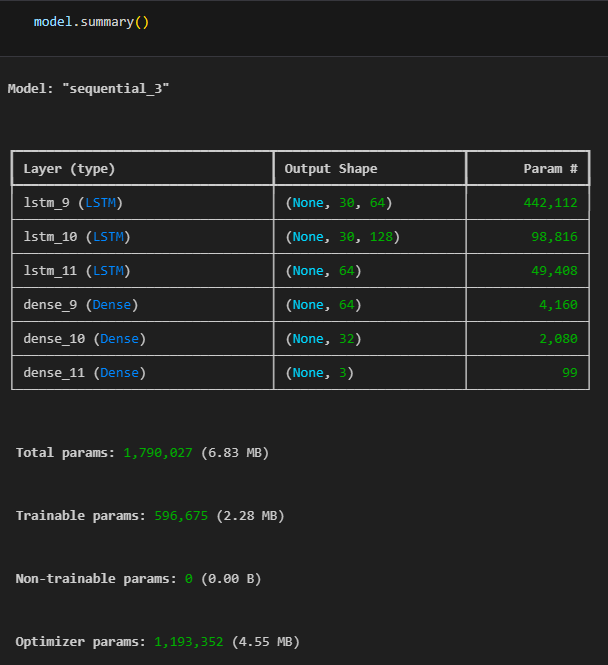 model.summary()
Model: "sequential_3"
Layer (type) Output Shape Param #
lstm_9 (LSTM) (None, 30, 64) 442,112
lstm_10 (LSTM) (None, 30, 128) 98,816
lstm_11 (LSTM) (None, 64) 49,408
dense_9 (Dense) (None, 64) 4,160
dense_10 (Dense) (None, 32) 2,080
dense_11 (Dense) (None, 3) 99
Total params: 1,790,027 (6.83 MB)
Trainable params: 596,675 (2.28 MB)
Non-trainable params: 0 (0.00 B)
Optimizer params: 1,193,352 (4.55 MB)